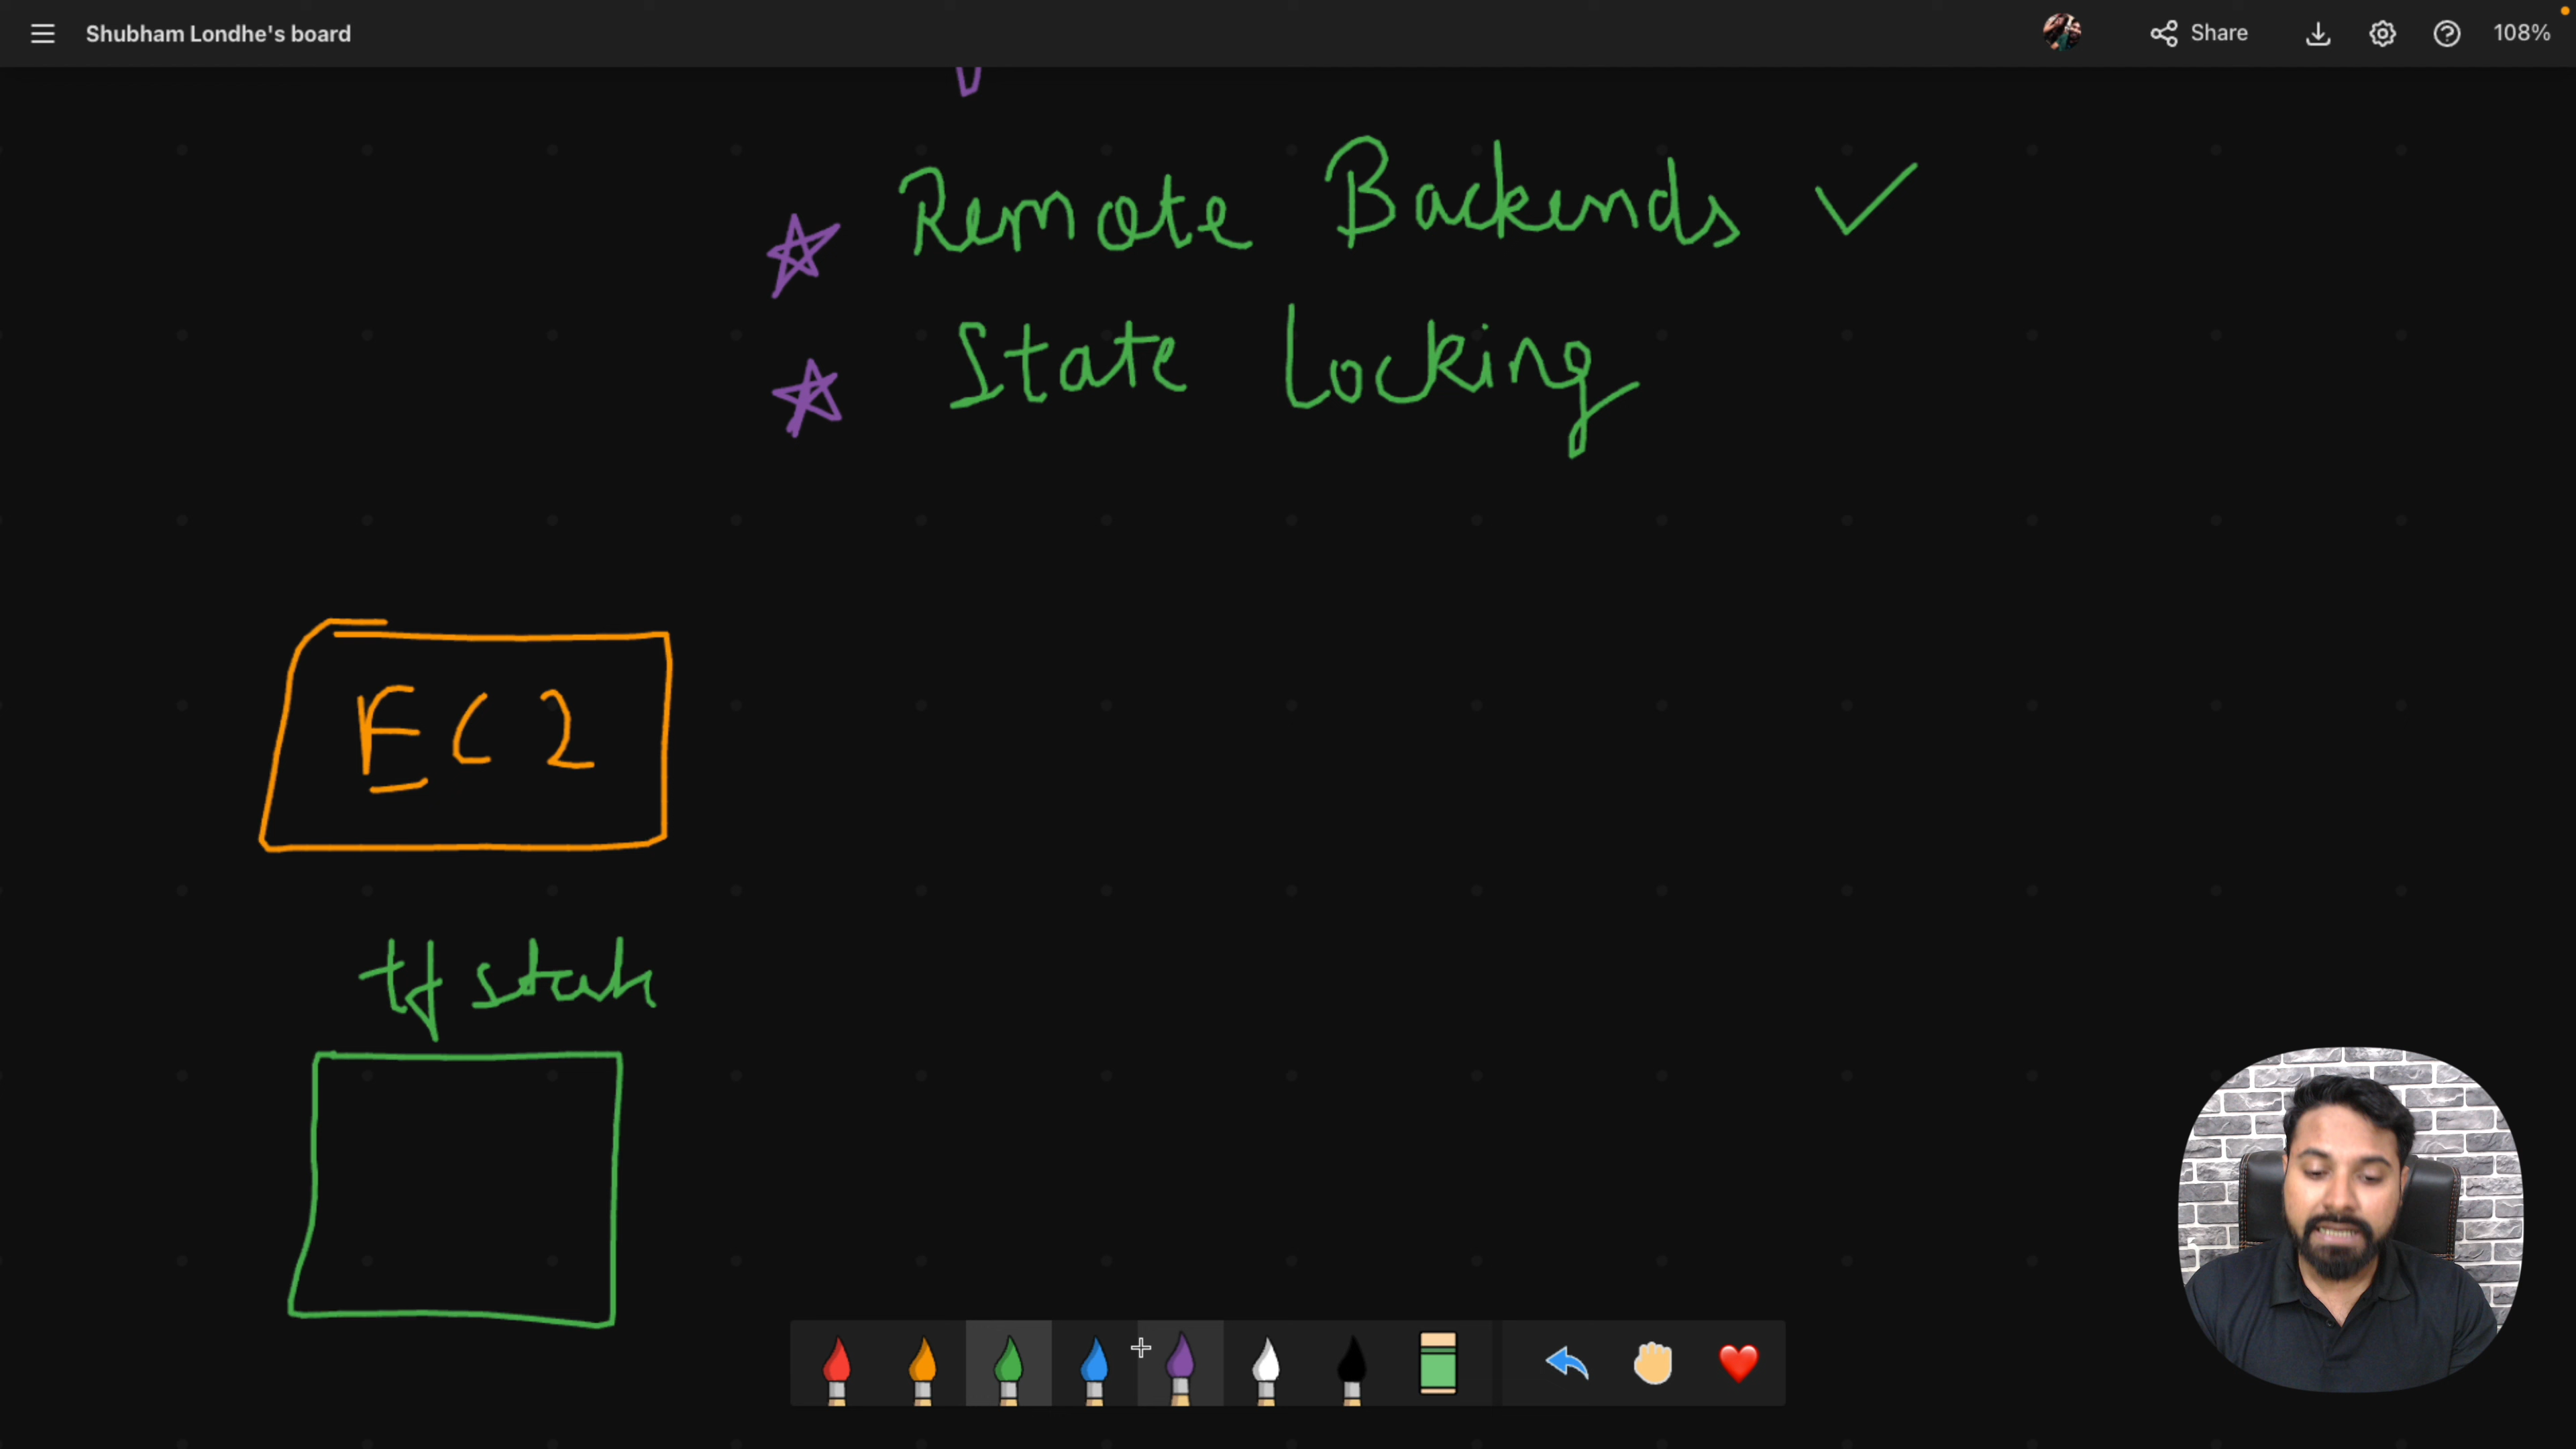 Shubham Londhe's board
Share
108%
Remote Backends
State Locking
EC2
tf state